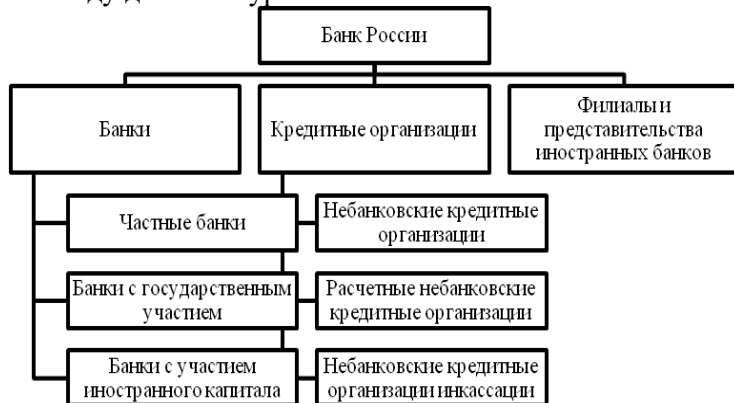 Банк России
Банки
Кредитные организации
Филиалы и
представительства
иностранных банков
Частные банки
Небанковские кредитные
организации
Банки с государственным
участием
Расчетные небанковские
кредитные организации
Банки с участием
иностранного капитала
Небанковские кредитные
организации инкассации